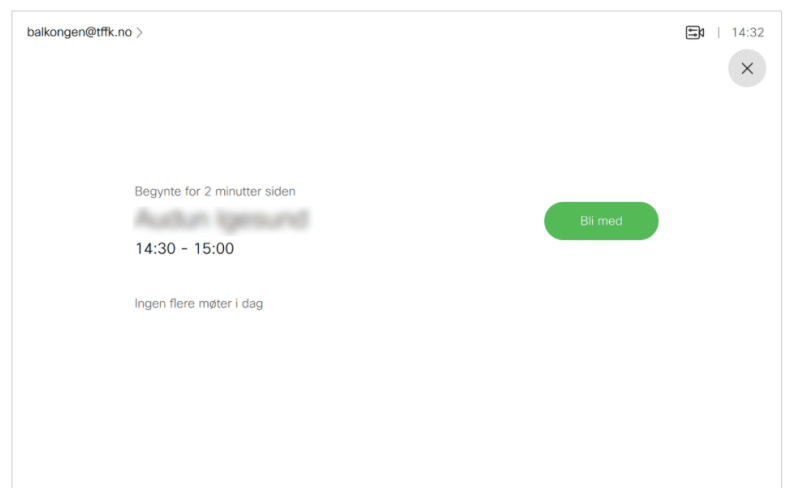 balkongen@tffk.no >
14:32
Begynte for 2 minutter siden
14:30 - 15:00
Bli med
Ingen flere møter i dag